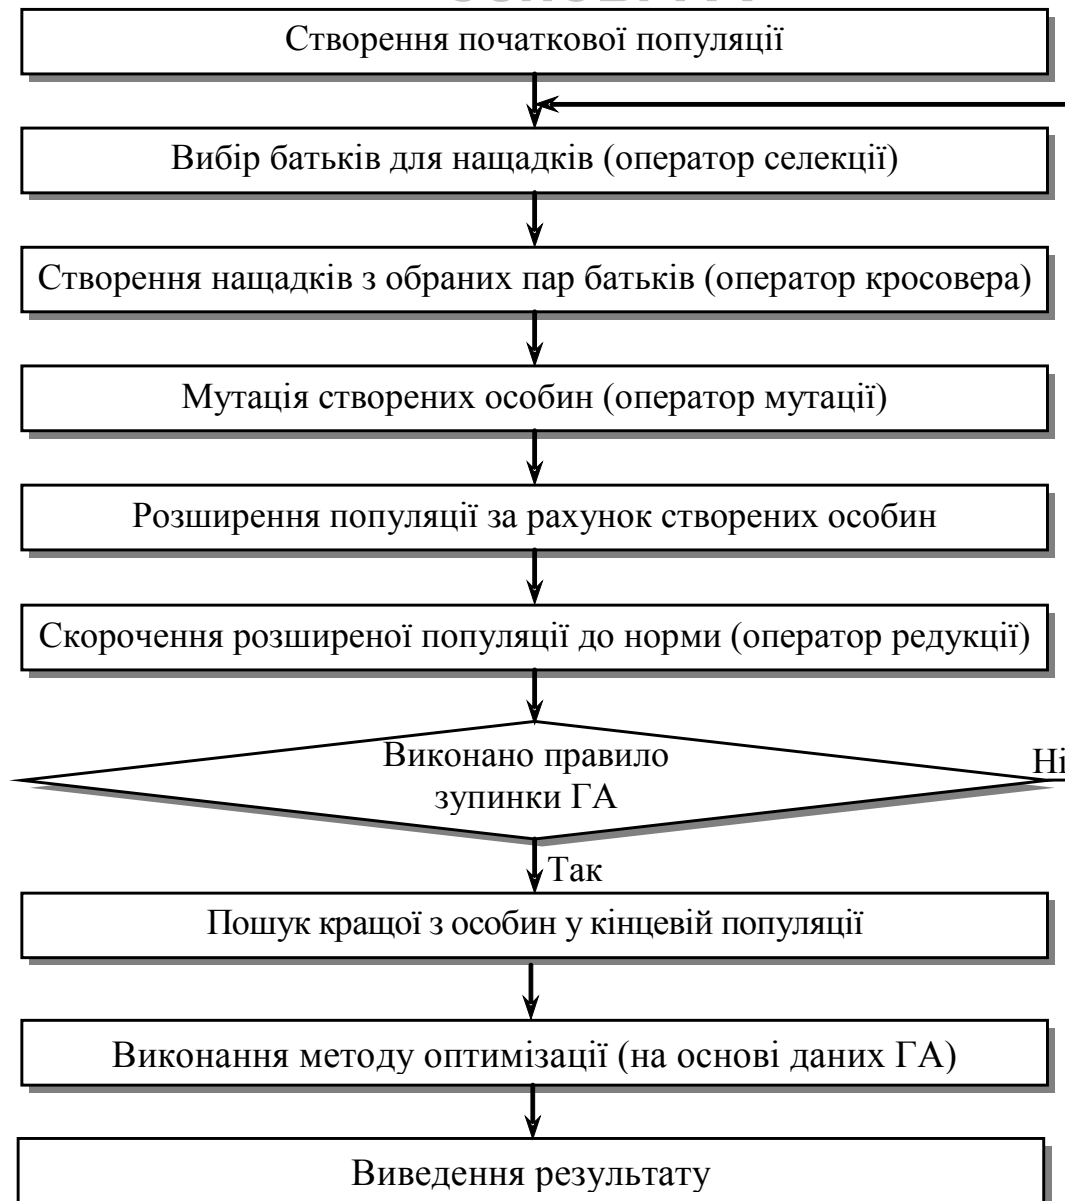 Створення початкової популяції
Вибір батьків для нащадків (оператор селекції)
Створення нащадків з обраних пар батьків (оператор кросовера)
Мутація створених особин (оператор мутації)
Розширення популяції за рахунок створених особин
Скорочення розширеної популяції до норми (оператор редукції)
Виконано правило
зупинки ГА
Ні
Так
Пошук кращої з особин у кінцевій популяції
Виконання методу оптимізації (на основі даних ГА)
Виведення результату